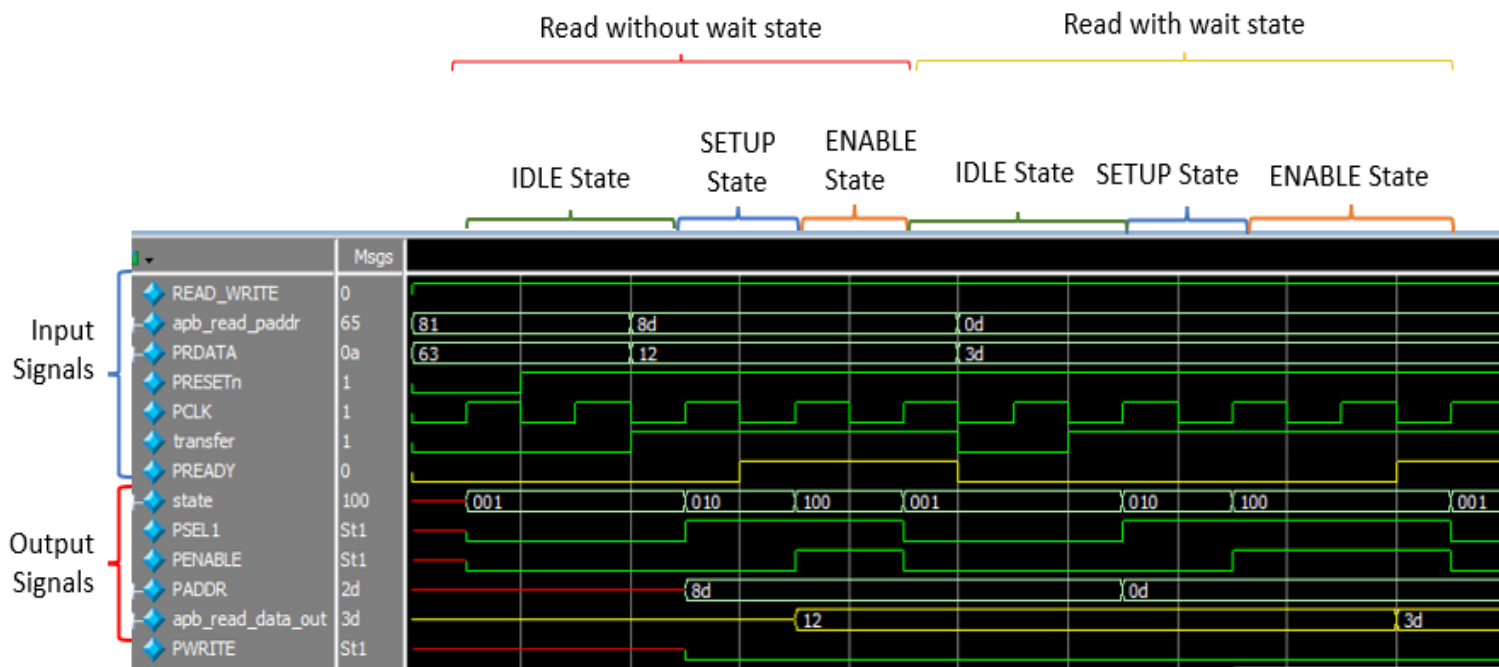 Read without wait state
Read with wait state
IDLE State
SETUP
State
ENABLE
State
IDLE State
SETUP State
ENABLE State
Msgs
Input
Signals
READ_WRITE 0
apb_read_paddr 65 81 8d 0d
PRDATA 0a 63 12 3d
PRESETn 1
PCLK 1
transfer 1
PREADY 0
Output
Signals
state 100 001 010 100 001 010 100 001
PSEL1 St1
PENABLE St1
PADDR 2d 8d 0d
apb_read_data_out 3d 12 3d
PWRITE St1